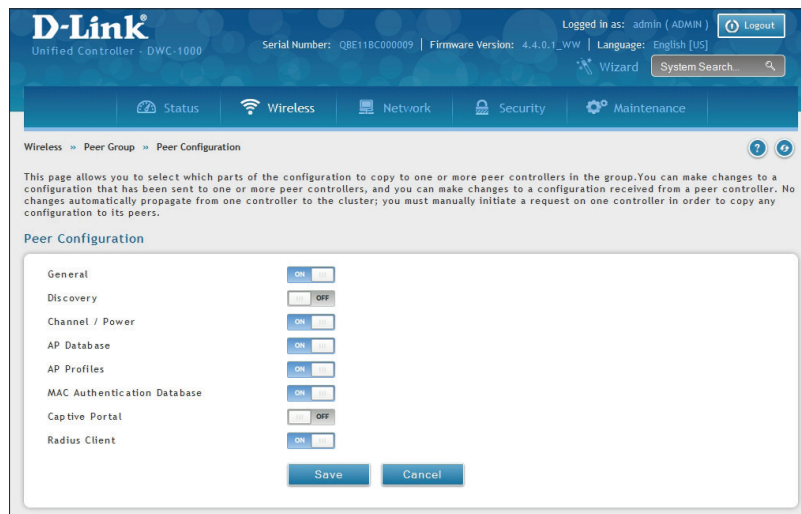 D-Link
Unified Controller - DWC-1000
Logged in as: admin ( ADMIN ) Logout
Serial Number: QBE11BC000009 | Firmware Version: 4.4.0.1_WW | Language: English [US]
Wizard System Search...
Status Wireless Network Security Maintenance
Wireless » Peer Group » Peer Configuration
This page allows you to select which parts of the configuration to copy to one or more peer controllers in the group.You can make changes to a
configuration that has been sent to one or more peer controllers, and you can make changes to a configuration received from a peer controller. No
changes automatically propagate from one controller to the cluster; you must manually initiate a request on one controller in order to copy any
configuration to its peers.
Peer Configuration
General ON
Discovery OFF
Channel / Power ON
AP Database ON
AP Profiles ON
MAC Authentication Database ON
Captive Portal OFF
Radius Client ON
Save Cancel